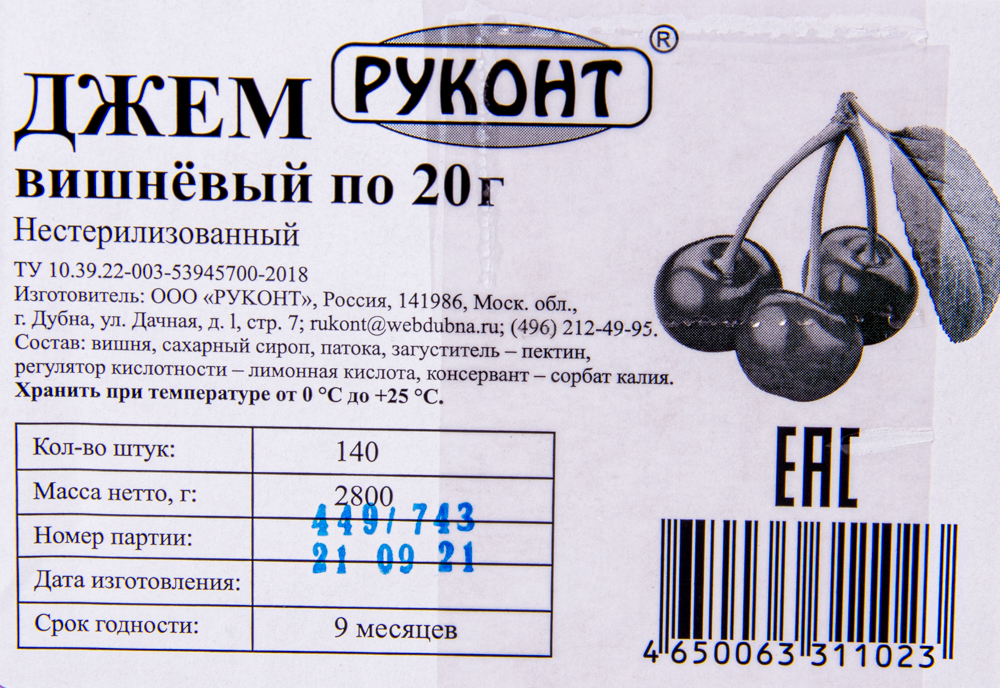 ДЖЕМ РУКОНТ ®
вишнёвый по 20 г
Нестерилизованный
ТУ 10.39.22-003-53945700-2018
Изготовитель: ООО «РУКОНТ», Россия, 141986, Моск. обл.,
г. Дубна, ул. Дачная, д. 1, стр. 7; rukont@webdubna.ru; (496) 212-49-95.
Состав: вишня, сахарный сироп, патока, загуститель – пектин,
регулятор кислотности – лимонная кислота, консервант – сорбат калия.
Хранить при температуре от 0 °С до +25 °С.
Кол-во штук: 140
Масса нетто, г: 2800
Номер партии: 449/ 743
21 09 21
Дата изготовления:
Срок годности: 9 месяцев
EAC
4 650063 311023